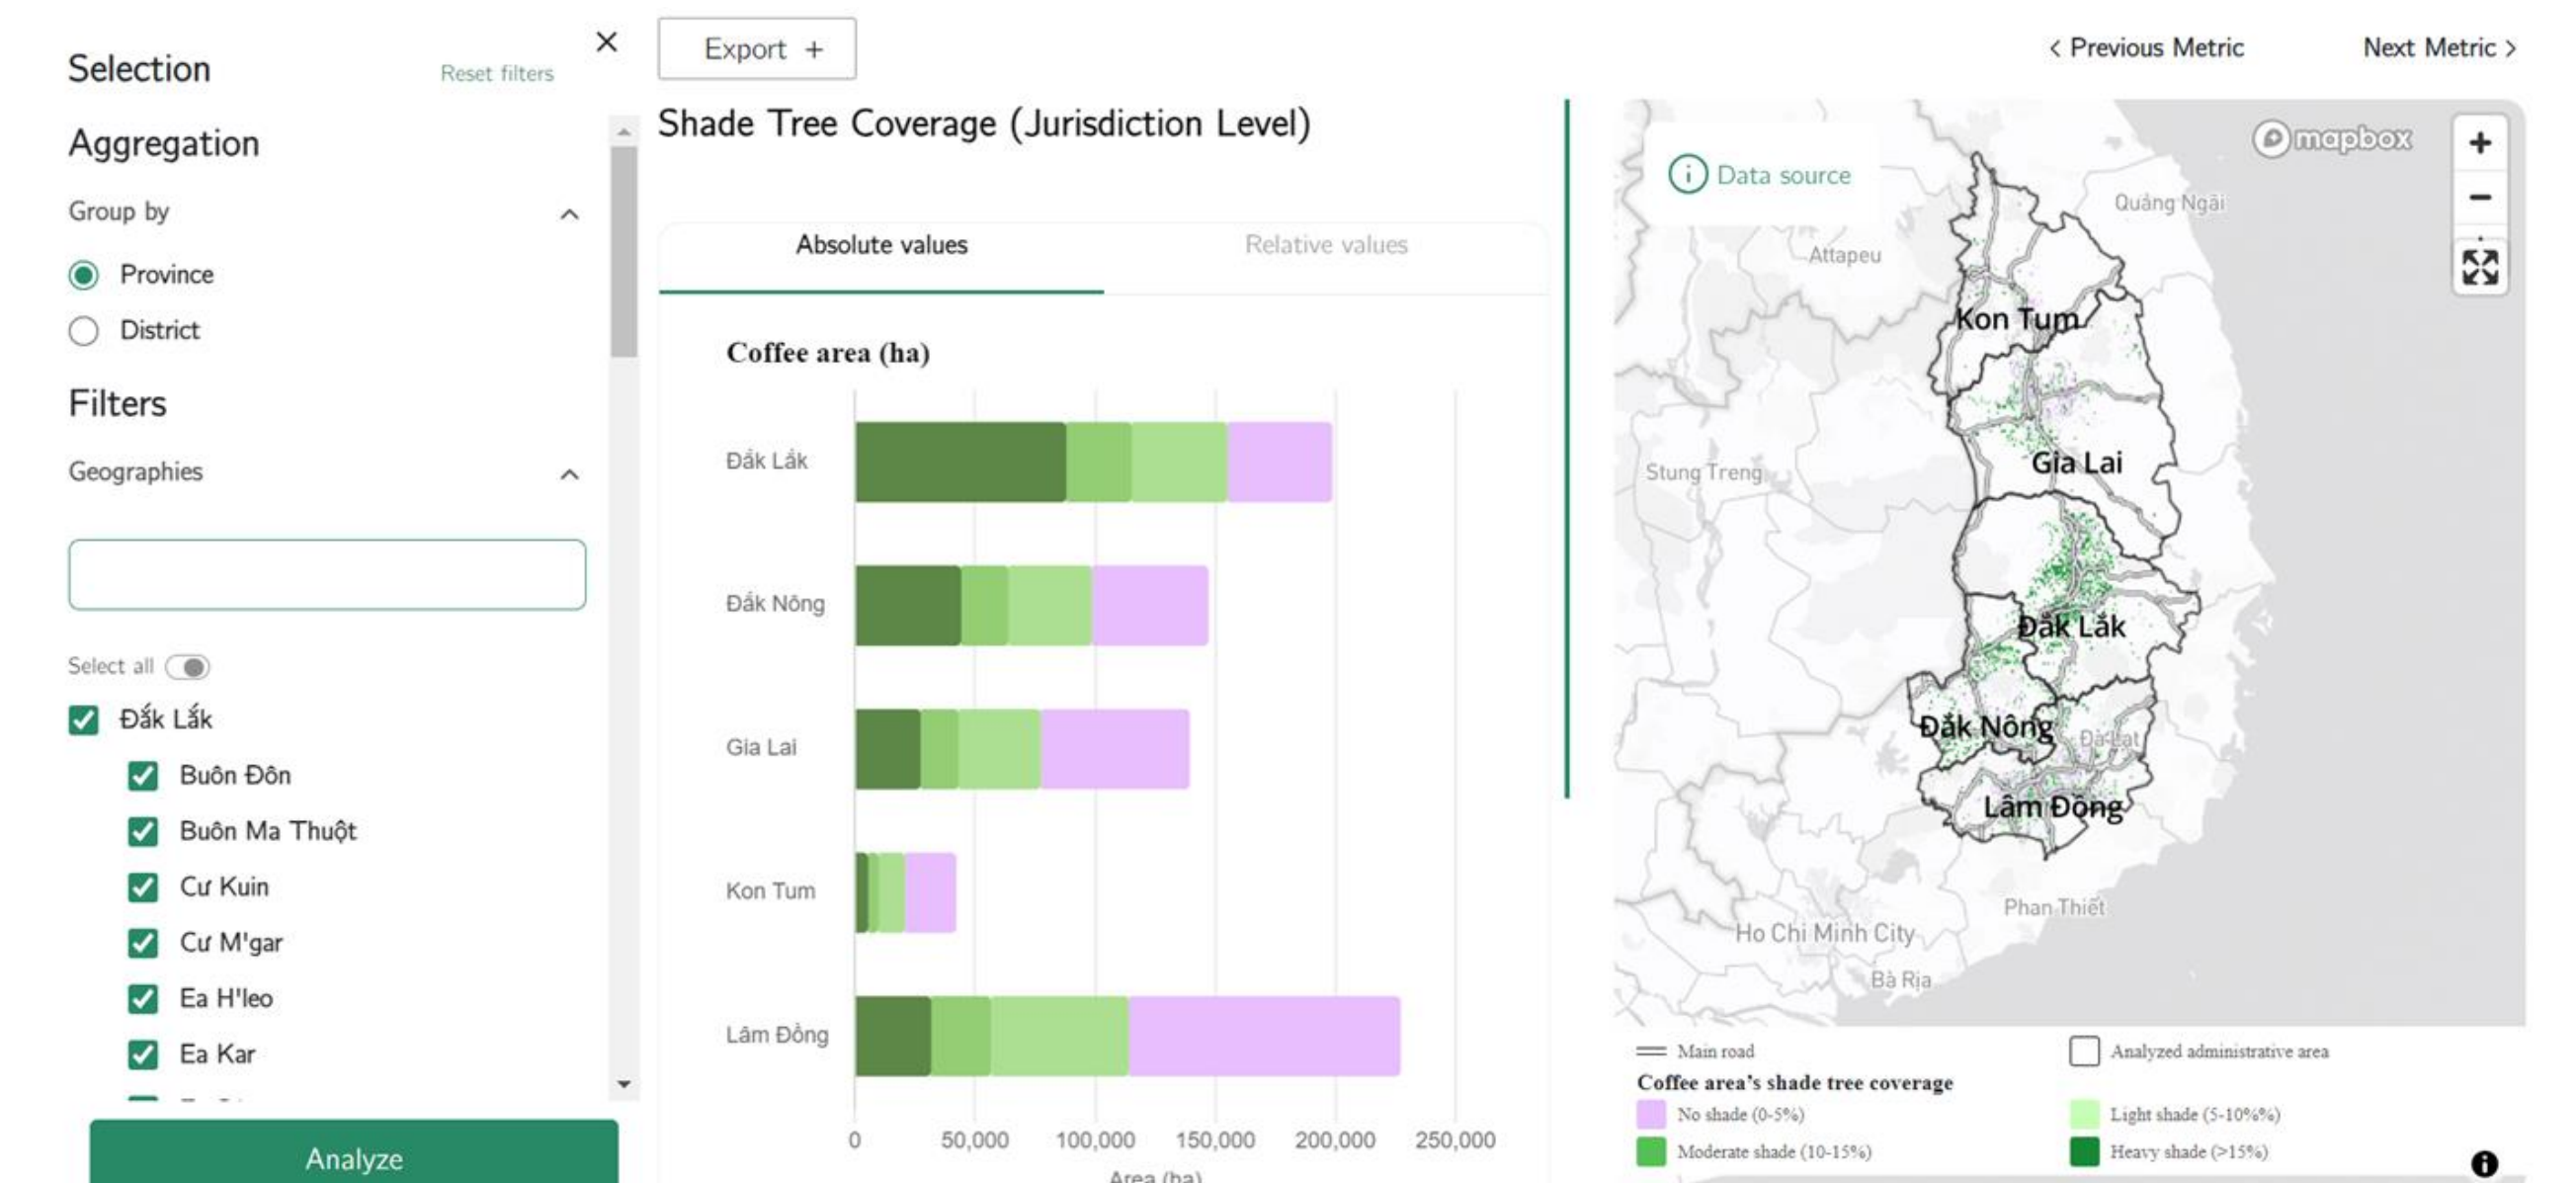 Selection
Reset filters
Aggregation
Group by
Province
District
Filters
Geographies
Select all
Đắk Lắk
Buôn Đôn
Buôn Ma Thuột
Cư Kuin
Cư M'gar
Ea H'leo
Ea Kar
Analyze
Export +
< Previous Metric
Next Metric >
Shade Tree Coverage (Jurisdiction Level)
Absolute values
Relative values
Coffee area (ha)
Đắk Lắk
Đắk Nông
Gia Lai
Kon Tum
Lâm Đồng
0 50,000 100,000 150,000 200,000 250,000
Area (ha)
Data source
mapbox
Quảng Ngãi
Attapeu
Kon Tum
Gia Lai
Stung Treng
Đắk Lắk
Đắk Nông
Đà Lạt
Lâm Đồng
Phan Thiết
Ho Chi Minh City
Bà Rịa
Main road
Analyzed administrative area
Coffee area's shade tree coverage
No shade (0-5%)
Light shade (5-10%%)
Moderate shade (10-15%)
Heavy shade (>15%)